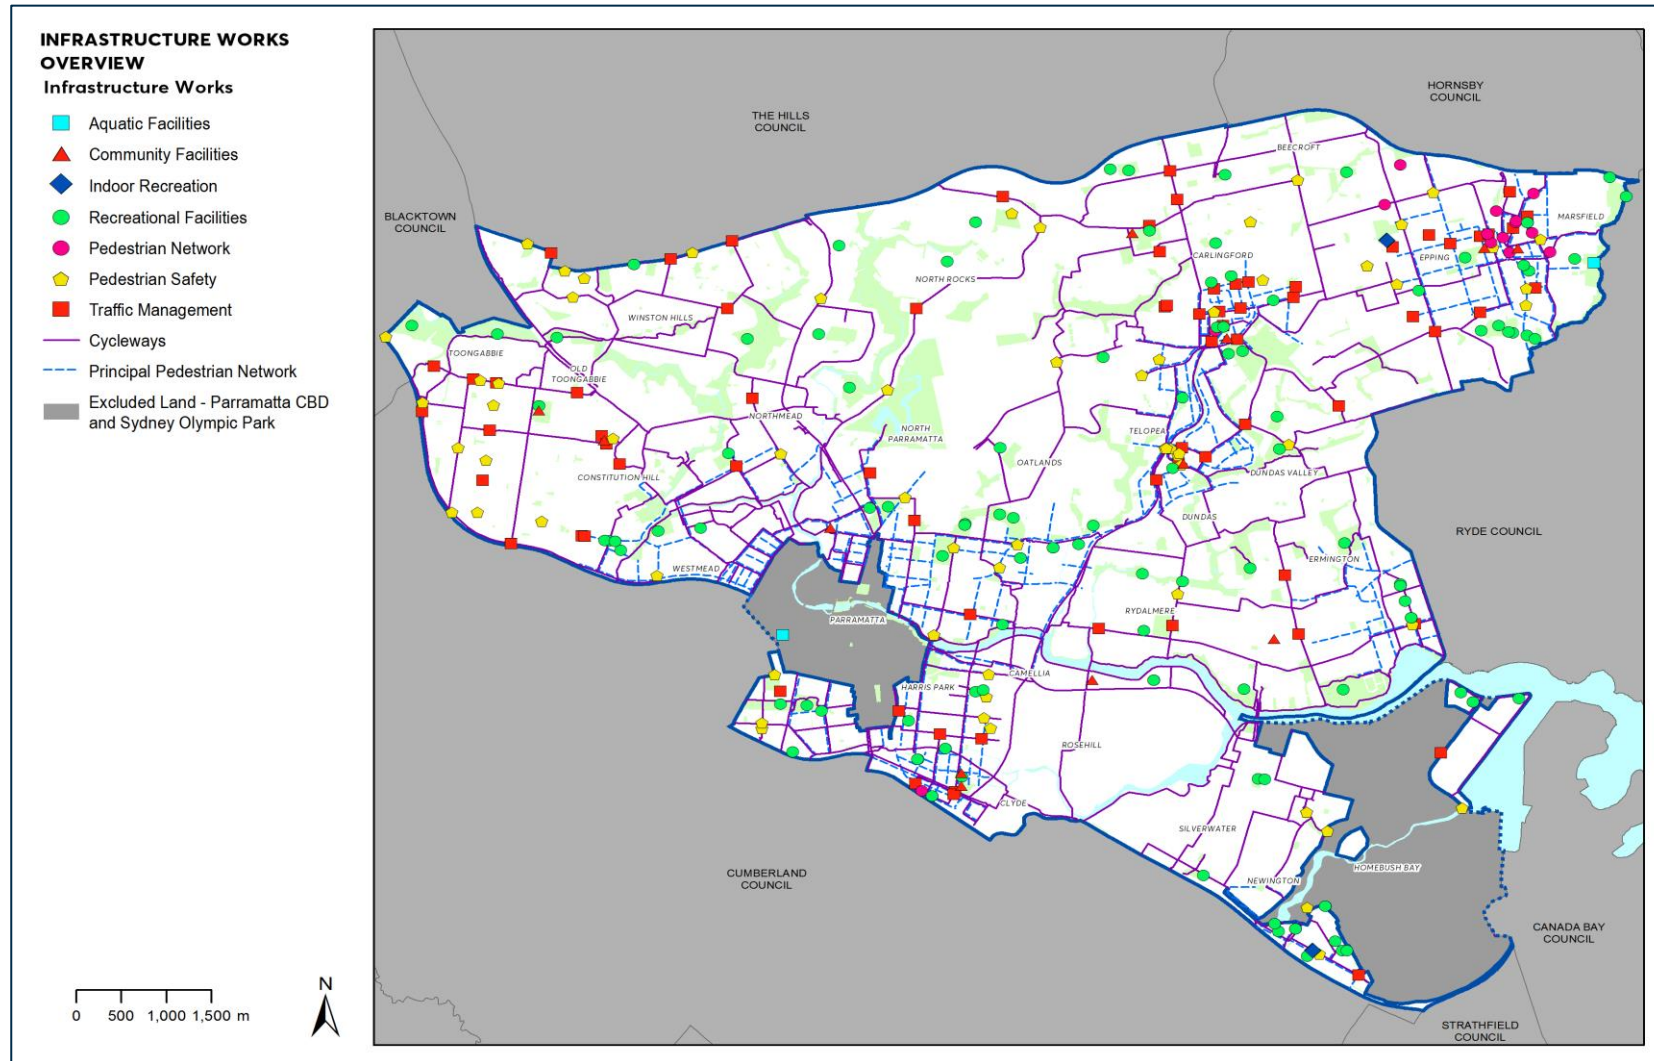 INFRASTRUCTURE WORKS
OVERVIEW
Infrastructure Works
Aquatic Facilities
Community Facilities
Indoor Recreation
Recreational Facilities
Pedestrian Network
Pedestrian Safety
Traffic Management
Cycleways
Principal Pedestrian Network
Excluded Land - Parramatta CBD
and Sydney Olympic Park
0 500 1,000 1,500 m
N
HORNSBY
COUNCIL
THE HILLS
COUNCIL
BLACKTOWN
COUNCIL
BEECROFT
MARSFIELD
EPPING
CARLINGFORD
NORTH ROCKS
WINSTON HILLS
TOONGABBIE
OLD
TOONGABBIE
NORTHMEAD
NORTH
PARRAMATTA
TELOPEA
OATLANDS
DUNDAS VALLEY
CONSTITUTION HILL
DUNDAS
RYDE COUNCIL
ERMINGTON
WESTMEAD
RYDALMERE
PARRAMATTA
CAMELLIA
HARRIS PARK
ROSEHILL
CLYDE
SILVERWATER
HOMEBUSH BAY
NEWINGTON
CUMBERLAND
COUNCIL
CANADA BAY
COUNCIL
STRATHFIELD
COUNCIL